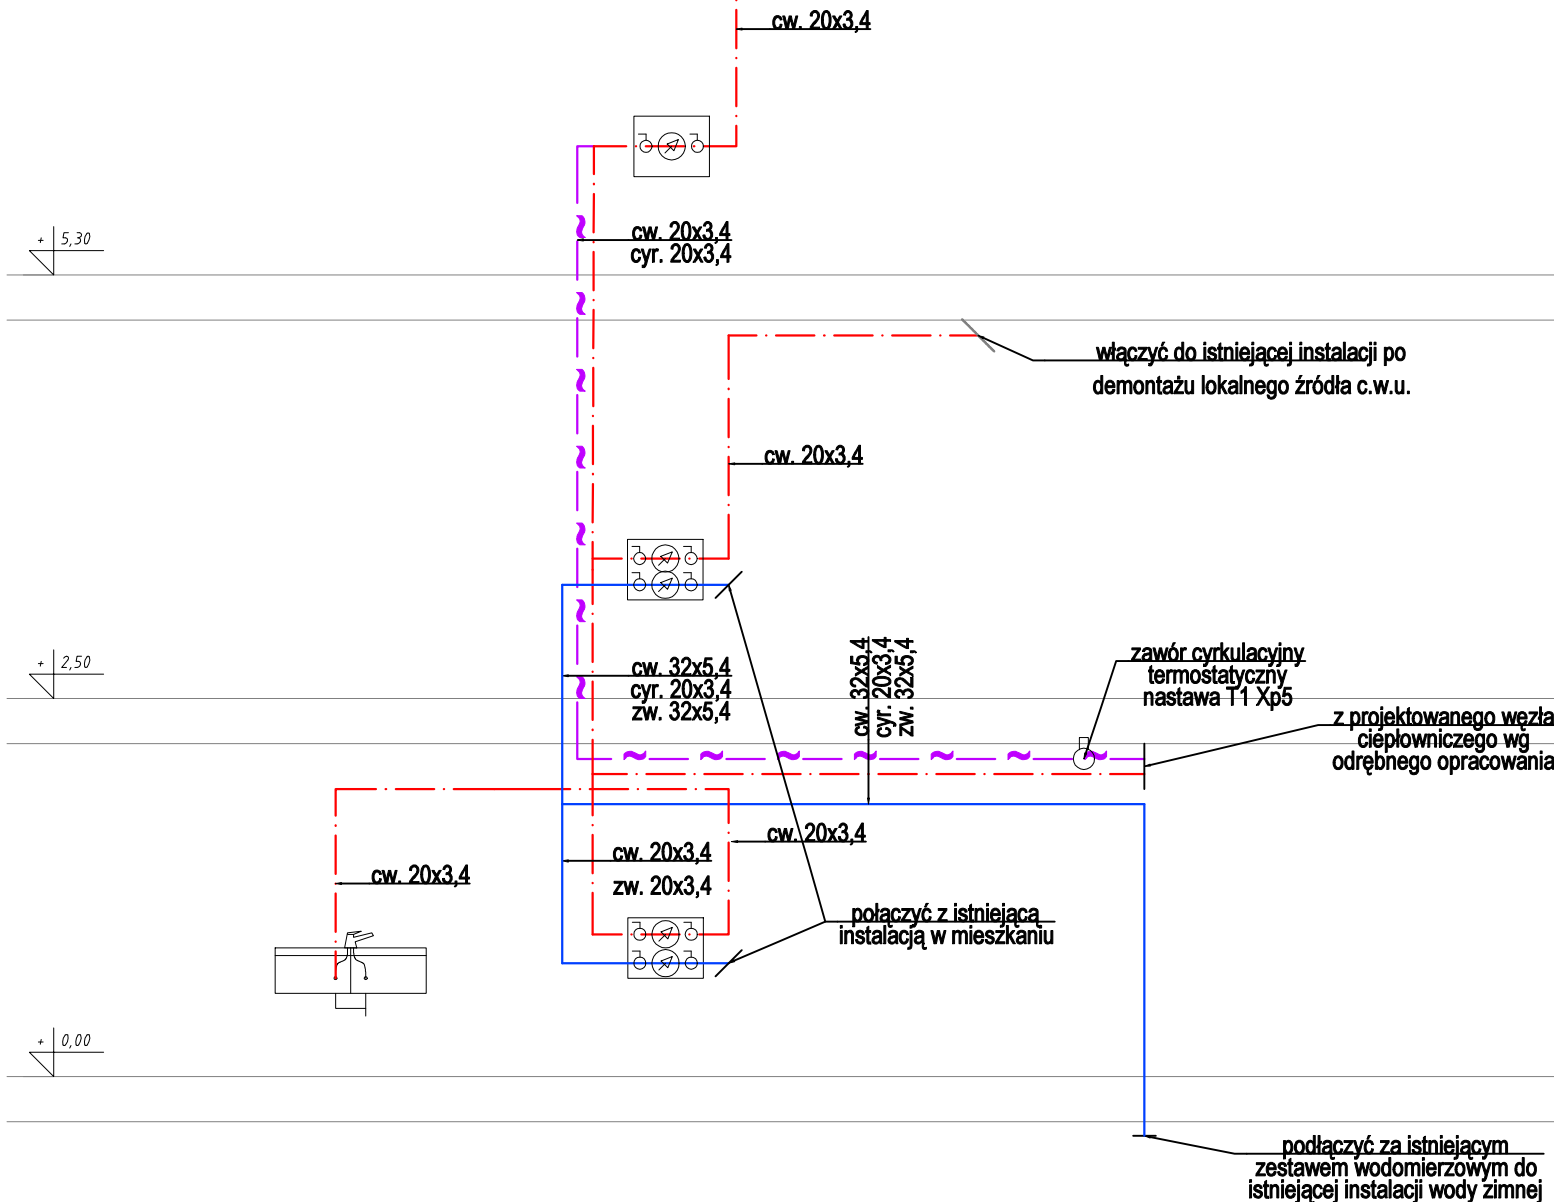 cw. 20x3,4
cw. 20x3,4
cyr. 20x3,4
+ 5,30
włączyć do istniejącej instalacji po
demontażu lokalnego źródła c.w.u.
cw. 20x3,4
+ 2,50
cw. 32x5,4
cyr. 20x3,4
zw. 32x5,4
cw. 32x5,4
cyr. 20x3,4
zw. 32x5,4
zawór cyrkulacyjny
termostatyczny
nastawa T1 Xp5
z projektowanego węzła
ciepłowniczego wg
odrębnego opracowania
cw. 20x3,4
cw. 20x3,4
zw. 20x3,4
cw. 20x3,4
połączyć z istniejącą
instalacją w mieszkaniu
+ 0,00
podłączyć za istniejącym
zestawem wodomierzowym do
istniejącej instalacji wody zimnej